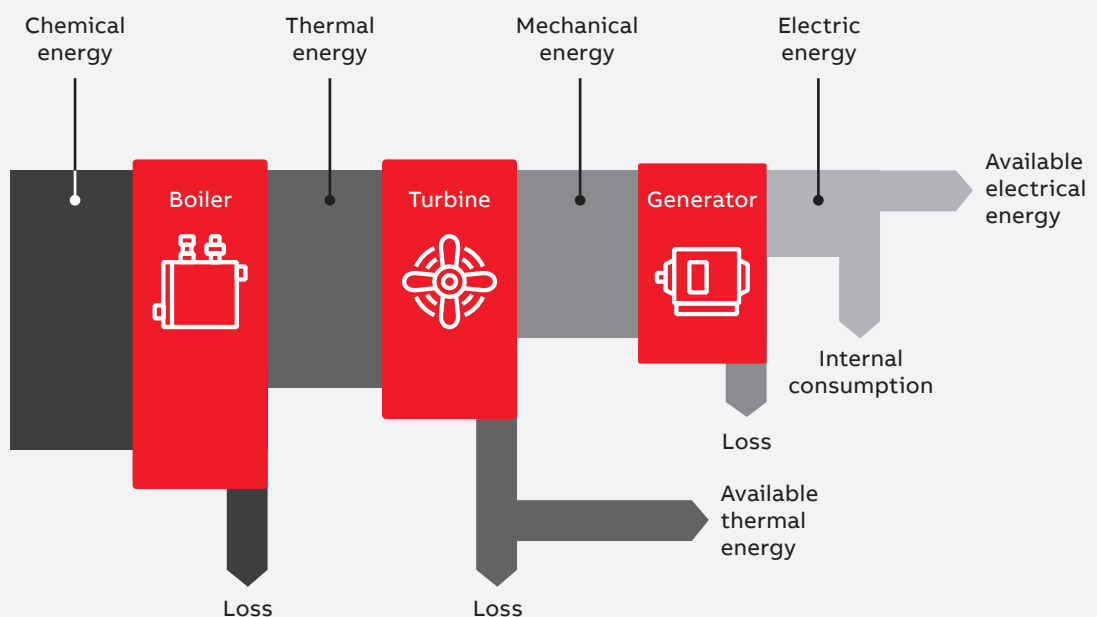 Chemical
energy
Thermal
energy
Mechanical
energy
Electric
energy
Boiler
Turbine
Generator
Available
electrical
energy
Internal
consumption
Loss
Available
thermal
energy
Loss
Loss